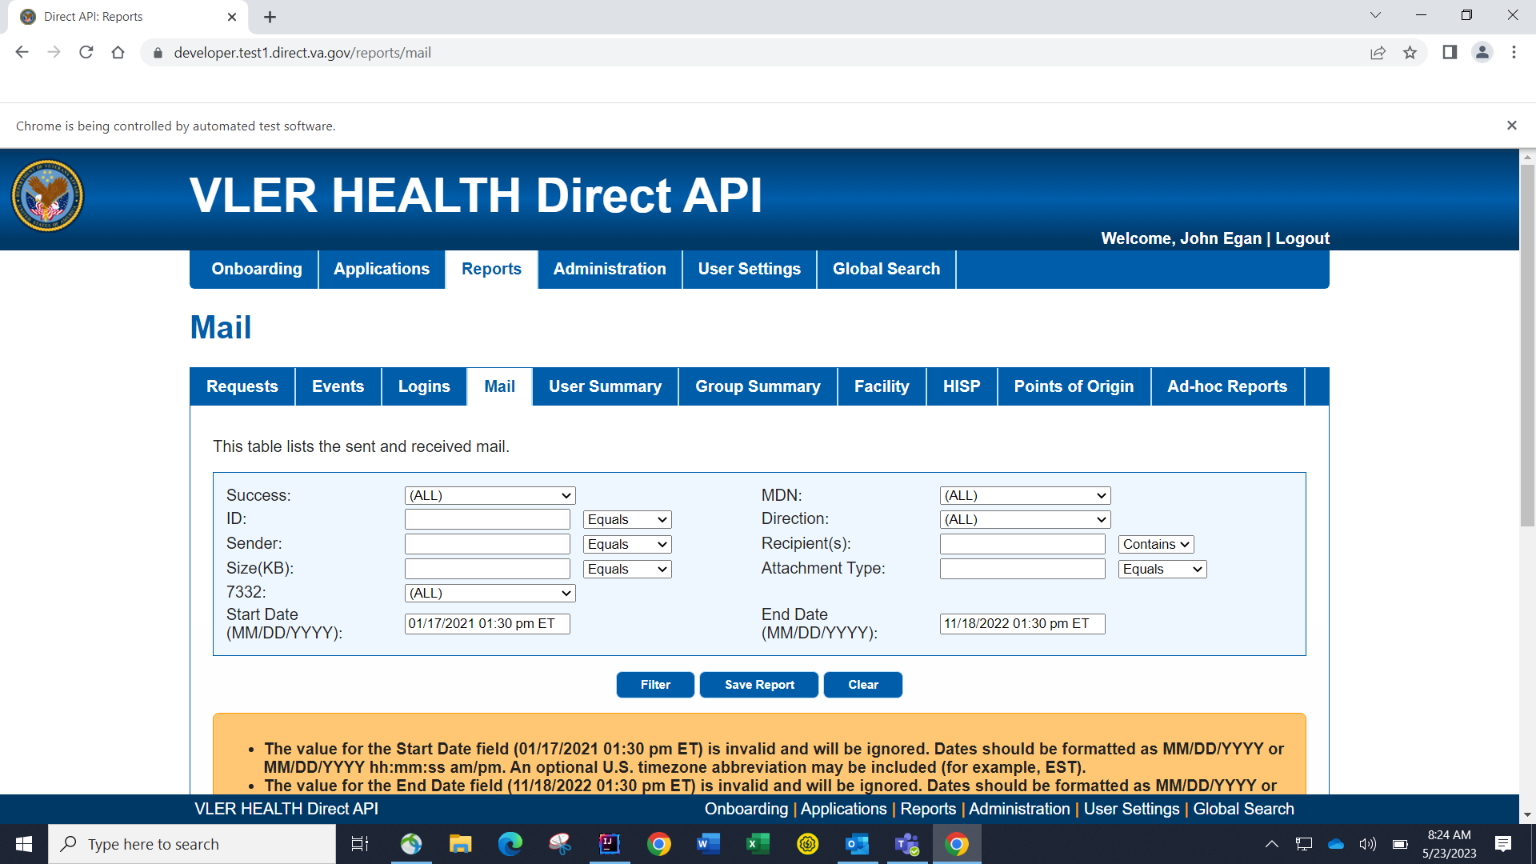 Direct API: Reports
developer.test1.direct.va.gov/reports/mail
Chrome is being controlled by automated test software.
VLER HEALTH Direct API
Welcome, John Egan | Logout
Onboarding Applications Reports Administration User Settings Global Search
Mail
Requests Events Logins Mail User Summary Group Summary Facility HISP Points of Origin Ad-hoc Reports
This table lists the sent and received mail.
Success: (ALL) MDN: (ALL)
ID: Equals Direction: (ALL)
Sender: Equals Recipient(s): Contains
Size(KB): Equals Attachment Type: Equals
7332: (ALL)
Start Date
(MM/DD/YYYY): 01/17/2021 01:30 pm ET
End Date
(MM/DD/YYYY): 11/18/2022 01:30 pm ET
Filter Save Report Clear
• The value for the Start Date field (01/17/2021 01:30 pm ET) is invalid and will be ignored. Dates should be formatted as MM/DD/YYYY or
MM/DD/YYYY hh:mm:ss am/pm. An optional U.S. timezone abbreviation may be included (for example, EST).
• The value for the End Date field (11/18/2022 01:30 pm ET) is invalid and will be ignored. Dates should be formatted as MM/DD/YYYY or
VLER HEALTH Direct API Onboarding | Applications | Reports | Administration | User Settings | Global Search
Type here to search
8:24 AM
5/23/2023